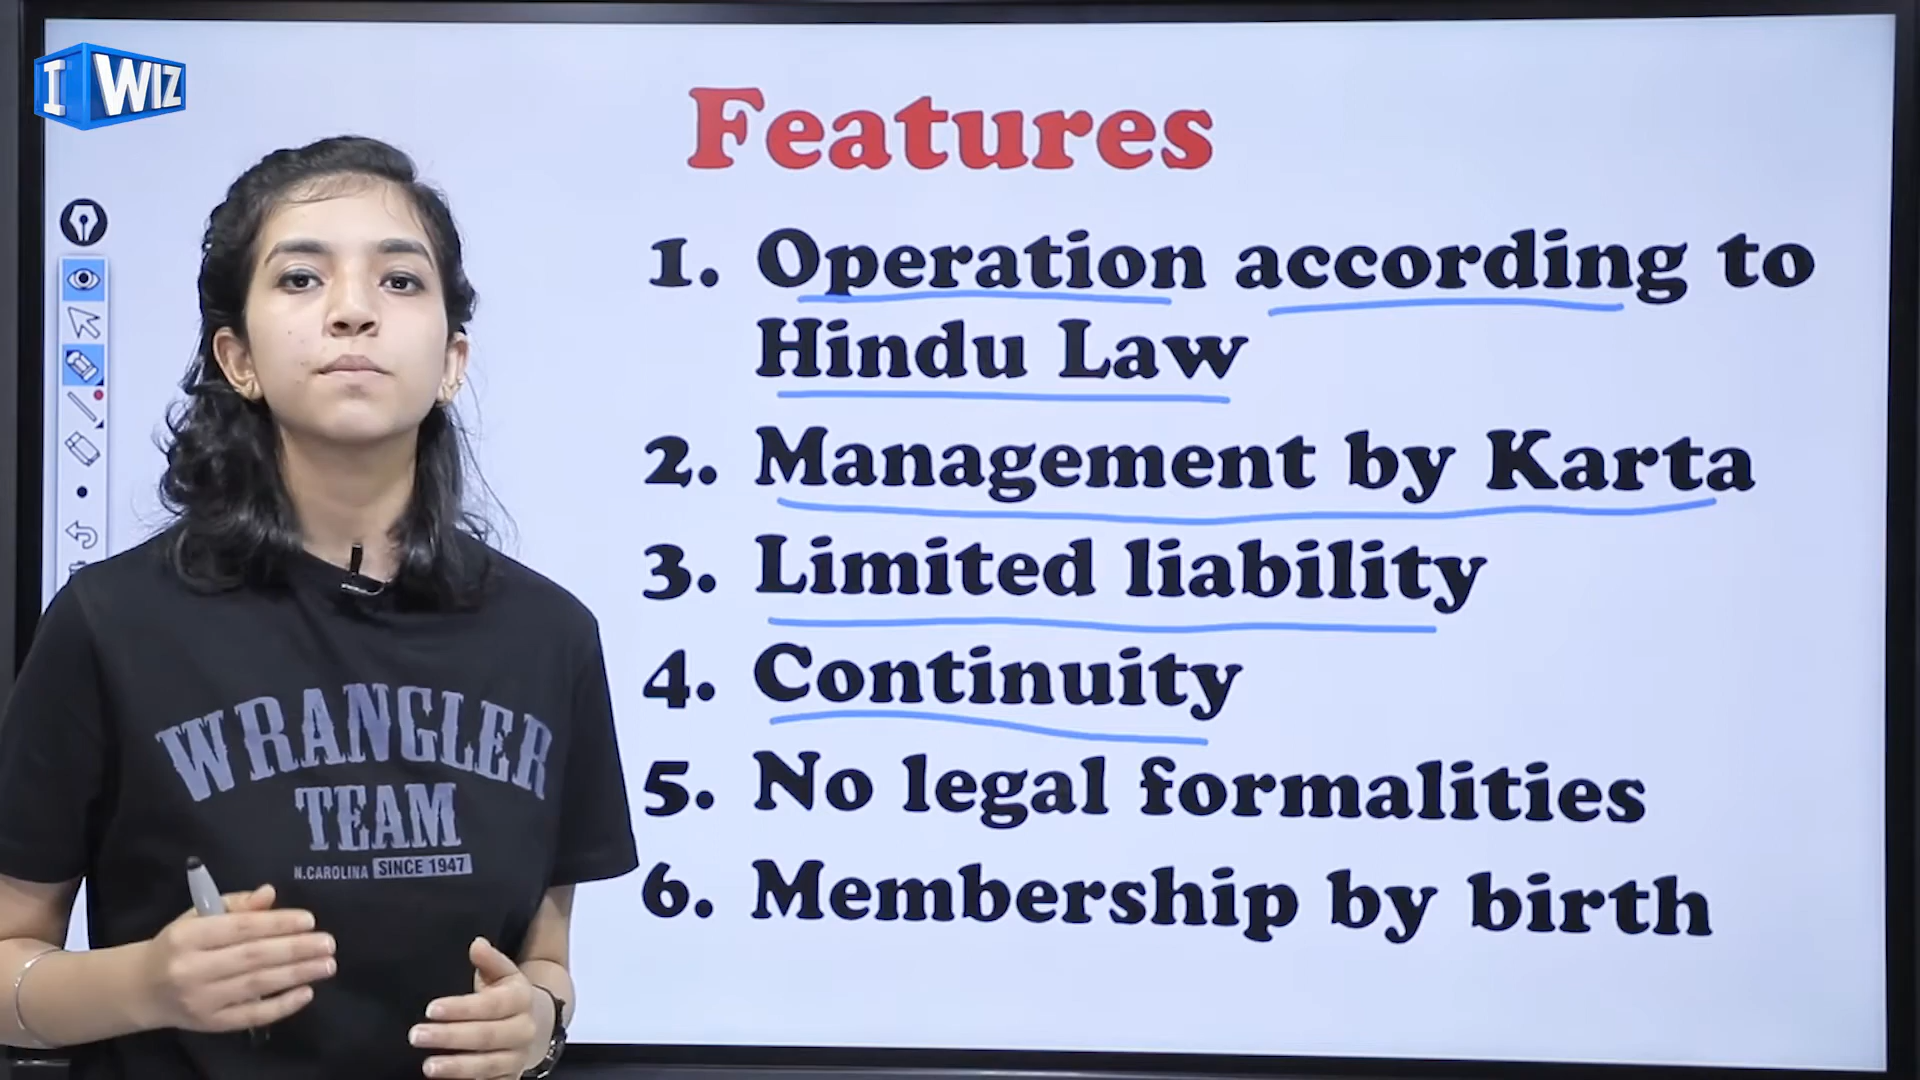 I WIZ
Features
1. Operation according to
Hindu Law
2. Management by Karta
3. Limited liability
4. Continuity
5. No legal formalities
6. Membership by birth
WRANGLER
TEAM
N.CAROLINA SINCE 1947